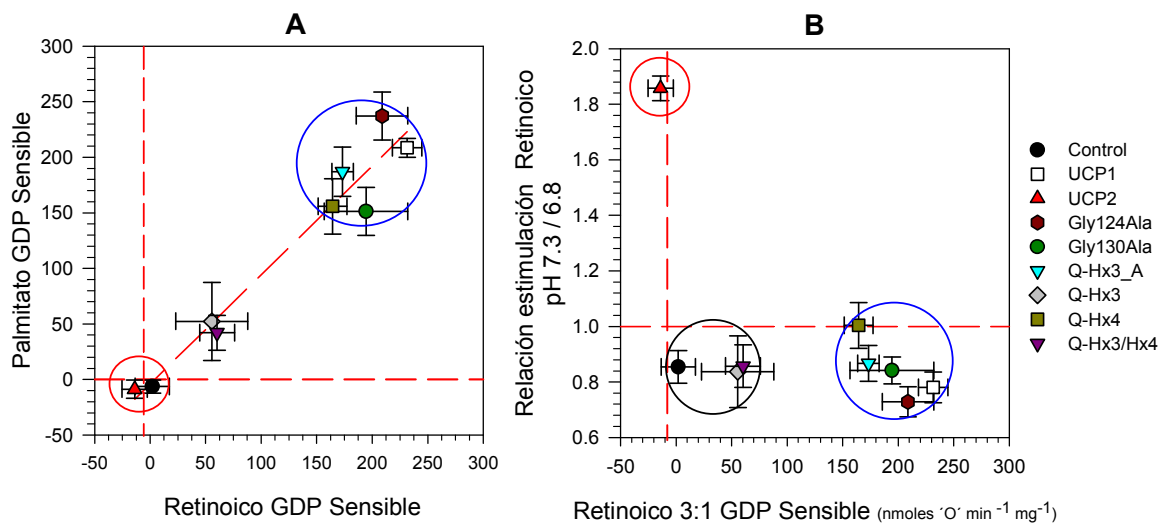 A
Palmitato GDP Sensible
300
250
200
150
100
50
0
-50
-50 0 50 100 150 200 250 300
Retinoico GDP Sensible
B
Relación estimulación Retinoico
pH 7.3 / 6.8
2.0
1.8
1.6
1.4
1.2
1.0
0.8
0.6
-50 0 50 100 150 200 250 300
Retinoico 3:1 GDP Sensible (nmoles ´O´ min -1 mg-1)
Control
UCP1
UCP2
Gly124Ala
Gly130Ala
Q-Hx3_A
Q-Hx3
Q-Hx4
Q-Hx3/Hx4